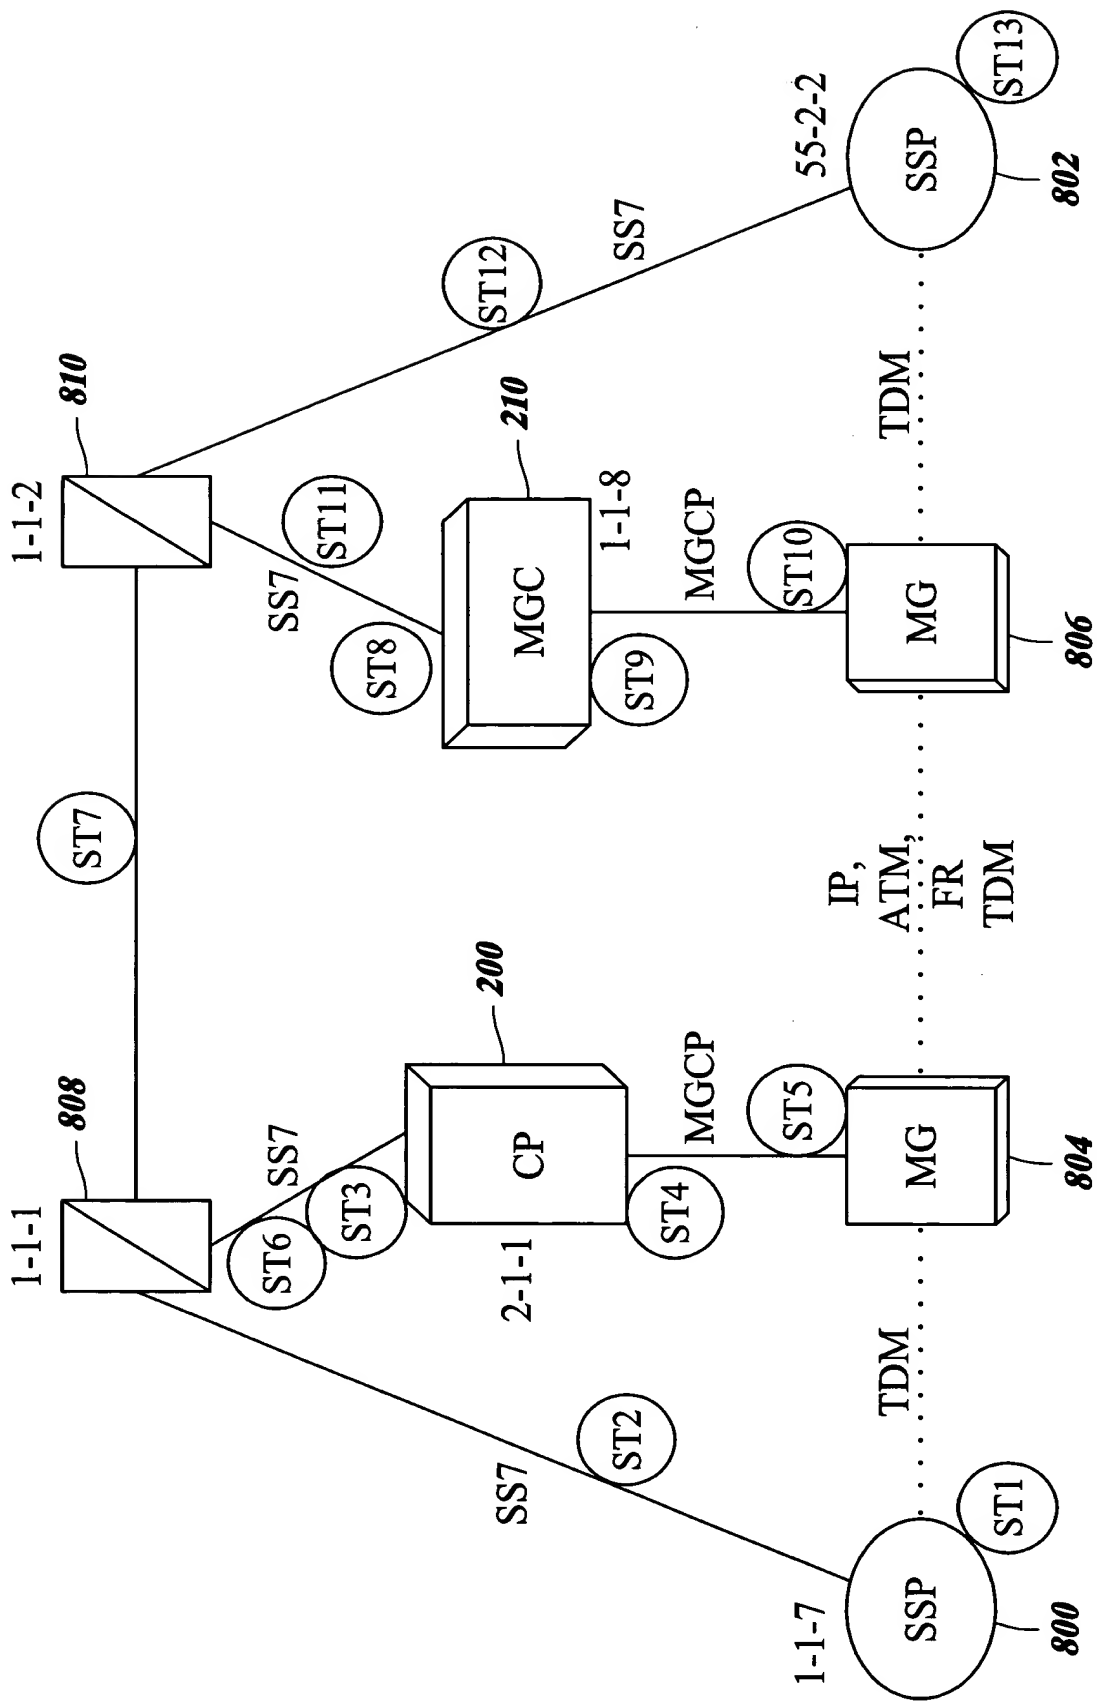 1-1-1
808
ST7
1-1-2
810
SS7
ST6
ST3
SS7
ST11
ST8
ST2
SS7
2-1-1
CP
200
ST4
MGCP
ST5
MGC
210
1-1-8
ST9
MGCP
ST10
ST12
SS7
1-1-7
SSP
800
ST1
TDM
MG
804
IP,
ATM,
FR
TDM
MG
806
TDM
55-2-2
SSP
802
ST13